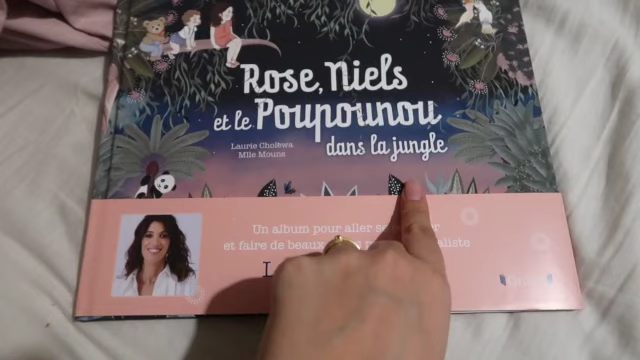 Rose, Niels
et le Poupounou
dans la jungle
Laurie Cholewa
Mlle Mouns
Un album pour aller se
et faire de beaux